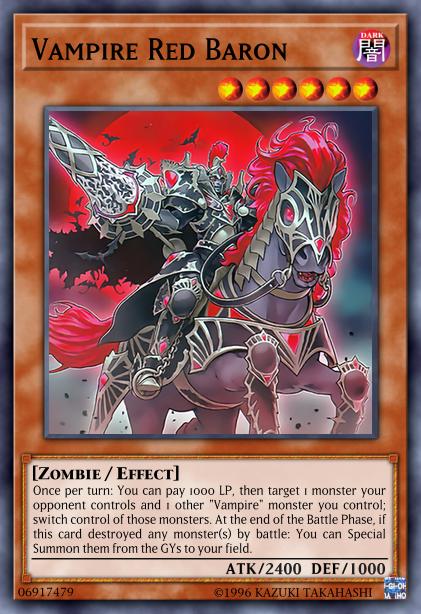 Vampire Red Baron
DARK
闇
[Zombie / Effect]
Once per turn: You can pay 1000 LP, then target 1 monster your
opponent controls and 1 other "Vampire" monster you control;
switch control of those monsters. At the end of the Battle Phase, if
this card destroyed any monster(s) by battle: You can Special
Summon them from the GYs to your field.
ATK/2400 DEF/1000
06917479
©1996 KAZUKI TAKAHASHI